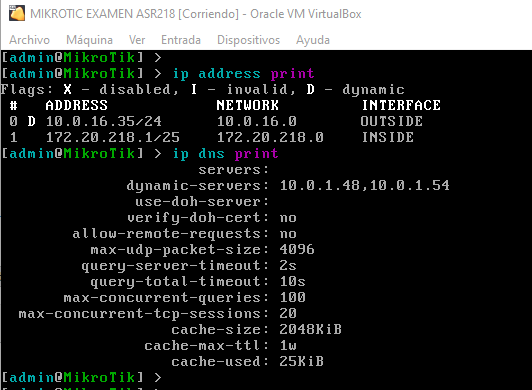 MIKROTIC EXAMEN ASR218 [Corriendo] - Oracle VM VirtualBox
Archivo Máquina Ver Entrada Dispositivos Ayuda
[admin@MikroTik] >
[admin@MikroTik] > ip address print
Flags: X - disabled, I - invalid, D - dynamic
# ADDRESS NETWORK INTERFACE
0 D 10.0.16.35/24 10.0.16.0 OUTSIDE
1 172.20.218.1/25 172.20.218.0 INSIDE
[admin@MikroTik] > ip dns print
servers:
dynamic-servers: 10.0.1.48,10.0.1.54
use-doh-server:
verify-doh-cert: no
allow-remote-requests: no
max-udp-packet-size: 4096
query-server-timeout: 2s
query-total-timeout: 10s
max-concurrent-queries: 100
max-concurrent-tcp-sessions: 20
cache-size: 2048KiB
cache-max-ttl: 1w
cache-used: 25KiB
[admin@MikroTik] >